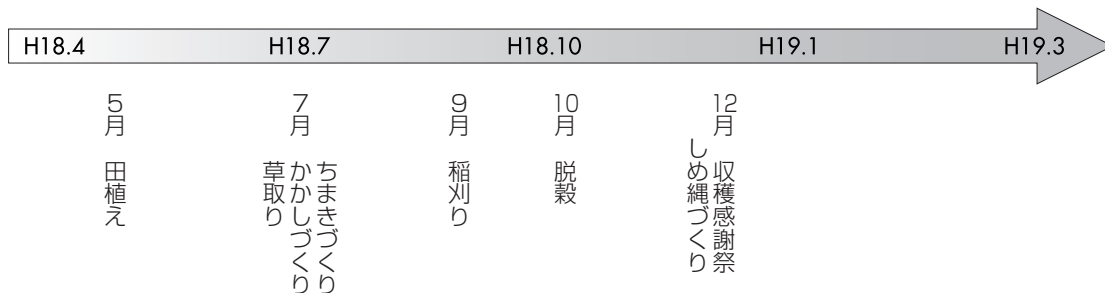 H18.4
H18.7
H18.10
H19.1
H19.3
5月 田植え
7月 ちまきづくり
かかしづくり
草取り
9月 稲刈り
10月 脱穀
12月 収穫感謝祭
しめ縄づくり